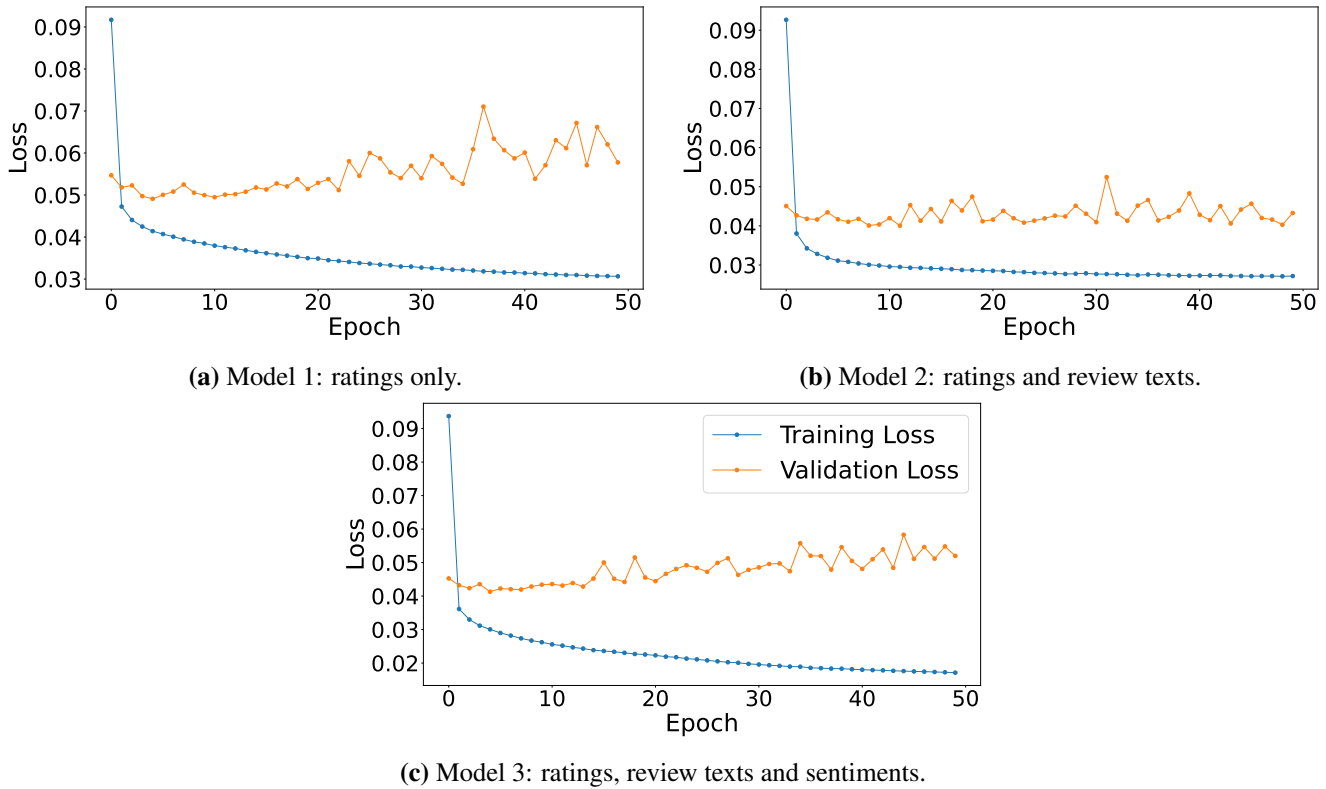 0.09
0.08
0.07
0.06
0.05
0.04
0.03
Loss
0 10 20 30 40 50
Epoch
(a) Model 1: ratings only.
0.09
0.08
0.07
0.06
0.05
0.04
0.03
Loss
0 10 20 30 40 50
Epoch
(b) Model 2: ratings and review texts.
0.09
0.08
0.07
0.06
0.05
0.04
0.03
0.02
Loss
Training Loss
Validation Loss
0 10 20 30 40 50
Epoch
(c) Model 3: ratings, review texts and sentiments.